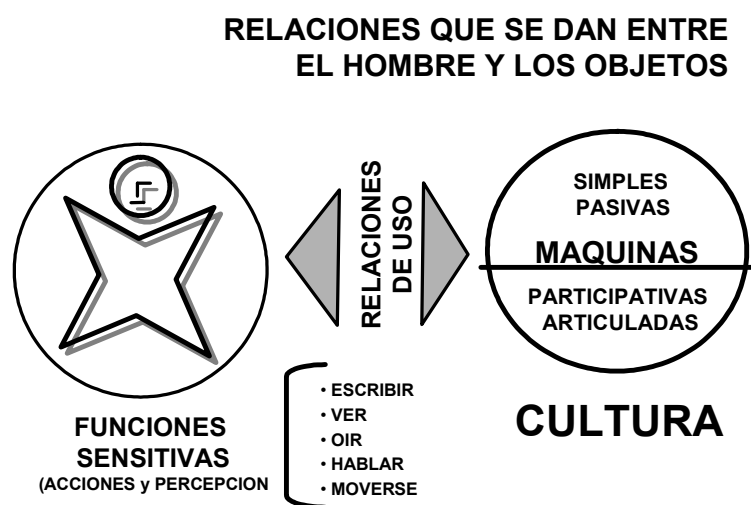 RELACIONES QUE SE DAN ENTRE
EL HOMBRE Y LOS OBJETOS
RELACIONES
DE USO
SIMPLES
PASIVAS
MAQUINAS
PARTICIPATIVAS
ARTICULADAS
FUNCIONES
SENSITIVAS
(ACCIONES y PERCEPCION
• ESCRIBIR
• VER
• OIR
• HABLAR
• MOVERSE
CULTURA